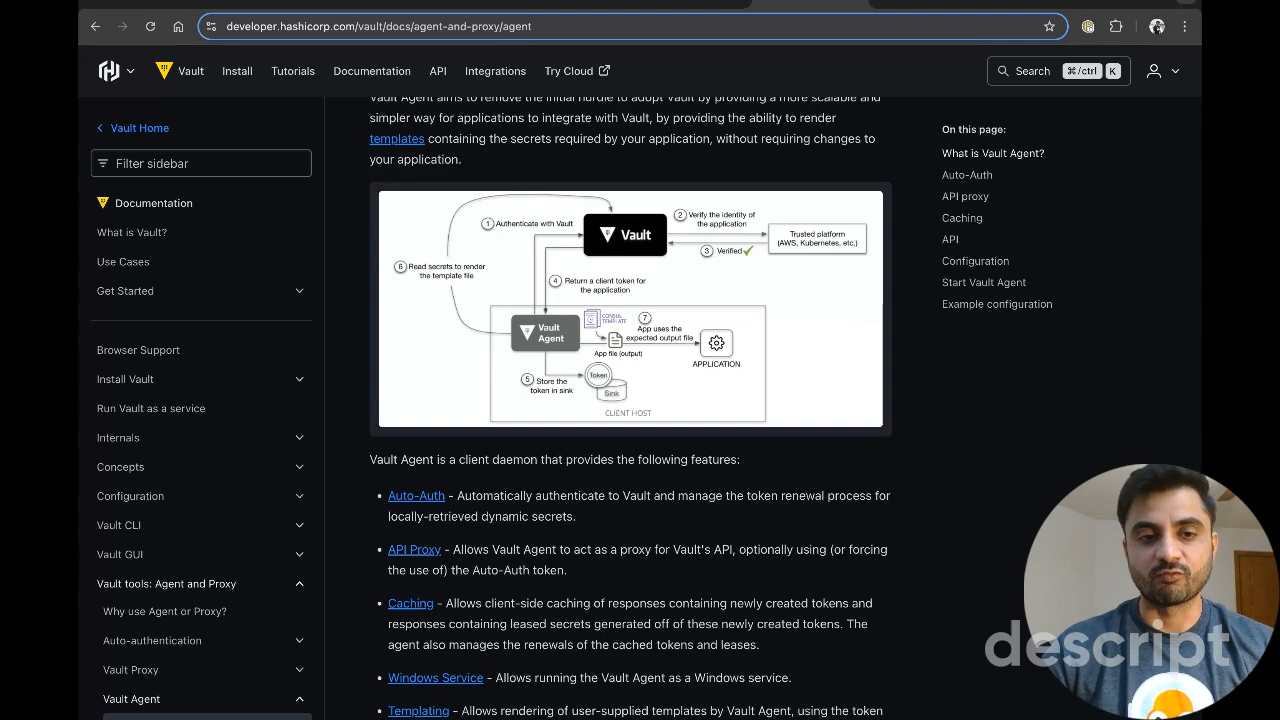 developer.hashicorp.com/vault/docs/agent-and-proxy/agent
Vault
Install
Tutorials
Documentation
API
Integrations
Try Cloud
Search
⌘/ctrl
K
Vault Home
Filter sidebar
Documentation
What is Vault?
Use Cases
Get Started
Browser Support
Install Vault
Run Vault as a service
Internals
Concepts
Configuration
Vault CLI
Vault GUI
Vault tools: Agent and Proxy
Why use Agent or Proxy?
Auto-authentication
Vault Proxy
Vault Agent
Vault Agent aims to remove the initial hurdle to adopt Vault by providing a more scalable and
simpler way for applications to integrate with Vault, by providing the ability to render
templates containing the secrets required by your application, without requiring changes to
your application.
1 Authenticate with Vault
Vault
2 Verify the identity of
the application
Trusted platform
(AWS, Kubernetes, etc.)
3 Verified
6 Read secrets to render
the template file
4 Return a client token for
the application
Vault
Agent
CONSUL
TEMPLATE
7
App uses the
expected output file
App file (output)
APPLICATION
5 Store the
token in sink
Token
Sink
CLIENT HOST
Vault Agent is a client daemon that provides the following features:
• Auto-Auth - Automatically authenticate to Vault and manage the token renewal process for
locally-retrieved dynamic secrets.
• API Proxy - Allows Vault Agent to act as a proxy for Vault's API, optionally using (or forcing
the use of) the Auto-Auth token.
• Caching - Allows client-side caching of responses containing newly created tokens and
responses containing leased secrets generated off of these newly created tokens. The
agent also manages the renewals of the cached tokens and leases.
• Windows Service - Allows running the Vault Agent as a Windows service.
• Templating - Allows rendering of user-supplied templates by Vault Agent, using the token
On this page:
What is Vault Agent?
Auto-Auth
API proxy
Caching
API
Configuration
Start Vault Agent
Example configuration
descript